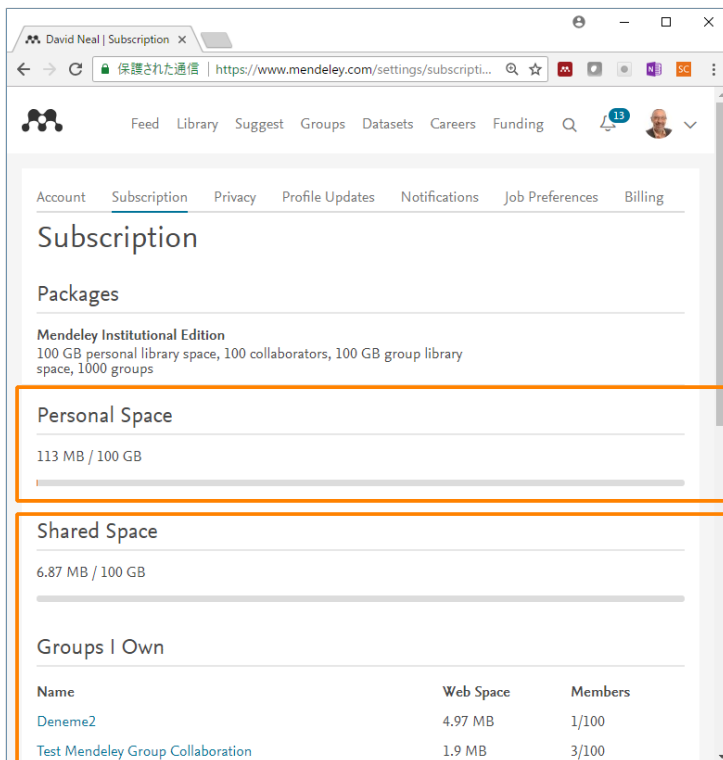 David Neal | Subscription
保護された通信 | https://www.mendeley.com/settings/subscripti...
Feed Library Suggest Groups Datasets Careers Funding 13
Account Subscription Privacy Profile Updates Notifications Job Preferences Billing
Subscription
Packages
Mendeley Institutional Edition
100 GB personal library space, 100 collaborators, 100 GB group library
space, 1000 groups
Personal Space
113 MB / 100 GB
Shared Space
6.87 MB / 100 GB
Groups I Own
Name Web Space Members
Deneme2 4.97 MB 1/100
Test Mendeley Group Collaboration 1.9 MB 3/100